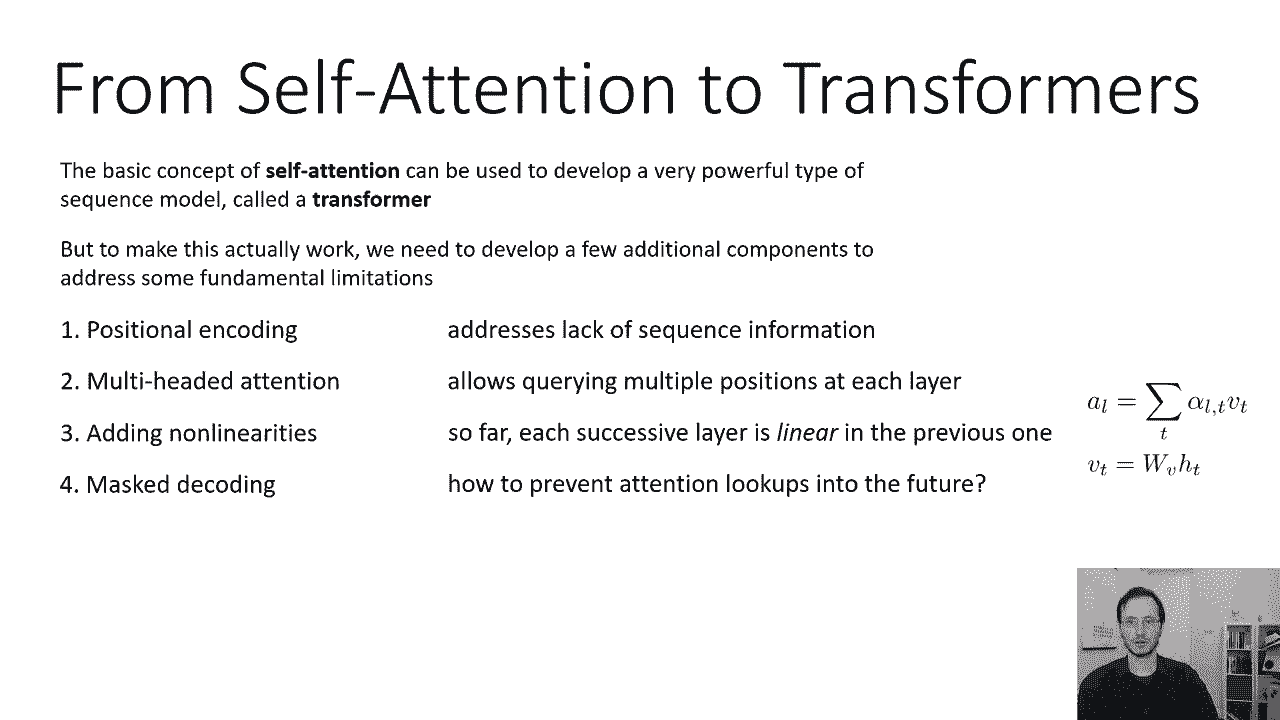 From Self-Attention to Transformers
The basic concept of self-attention can be used to develop a very powerful type of
sequence model, called a transformer
But to make this actually work, we need to develop a few additional components to
address some fundamental limitations
1. Positional encoding addresses lack of sequence information
2. Multi-headed attention allows querying multiple positions at each layer
3. Adding nonlinearities so far, each successive layer is linear in the previous one
4. Masked decoding how to prevent attention lookups into the future?
a_l = ∑_t α_{l,t} v_t
v_t = W_v h_t